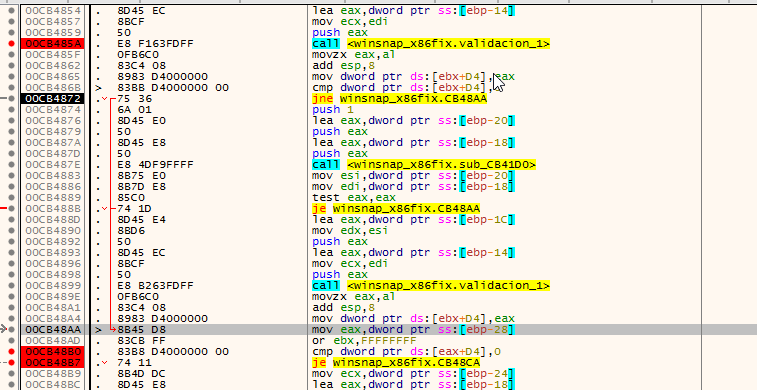 00CB4854 . 8D45 EC lea eax,dword ptr ss:[ebp-14]
00CB4857 . 8BCF mov ecx,edi
00CB4859 . 50 push eax
00CB485A . E8 F163FDFF call <winsnap_x86fix.validacion_1>
00CB485F . 0FB6C0 movzx eax,al
00CB4862 . 83C4 08 add esp,8
00CB4865 . 8983 D4000000 mov dword ptr ds:[ebx+D4],eax
00CB486B > 83BB D4000000 00 cmp dword ptr ds:[ebx+D4],0
00CB4872 . 75 36 jne winsnap_x86fix.CB48AA
00CB4874 . 6A 01 push 1
00CB4876 . 8D45 E0 lea eax,dword ptr ss:[ebp-20]
00CB4879 . 50 push eax
00CB487A . 8D45 E8 lea eax,dword ptr ss:[ebp-18]
00CB487D . 50 push eax
00CB487E . E8 4DF9FFFF call <winsnap_x86fix.sub_CB41D0>
00CB4883 . 8B75 E0 mov esi,dword ptr ss:[ebp-20]
00CB4886 . 8B7D E8 mov edi,dword ptr ss:[ebp-18]
00CB4889 . 85C0 test eax,eax
00CB488B . 74 1D je winsnap_x86fix.CB48AA
00CB488D . 8D45 E4 lea eax,dword ptr ss:[ebp-1C]
00CB4890 . 8BD6 mov edx,esi
00CB4892 . 50 push eax
00CB4893 . 8D45 EC lea eax,dword ptr ss:[ebp-14]
00CB4896 . 8BCF mov ecx,edi
00CB4898 . 50 push eax
00CB4899 . E8 B263FDFF call <winsnap_x86fix.validacion_1>
00CB489E . 0FB6C0 movzx eax,al
00CB48A1 . 83C4 08 add esp,8
00CB48A4 . 8983 D4000000 mov dword ptr ds:[ebx+D4],eax
00CB48AA > 8B45 D8 mov eax,dword ptr ss:[ebp-28]
00CB48AD . 83CB FF or ebx,FFFFFFFF
00CB48B0 . 83B8 D4000000 00 cmp dword ptr ds:[eax+D4],0
00CB48B7 . 74 11 je winsnap_x86fix.CB48CA
00CB48B9 . 8B4D DC mov ecx,dword ptr ss:[ebp-24]
00CB48BC . 8D45 E8 lea eax,dword ptr ss:[ebp-18]